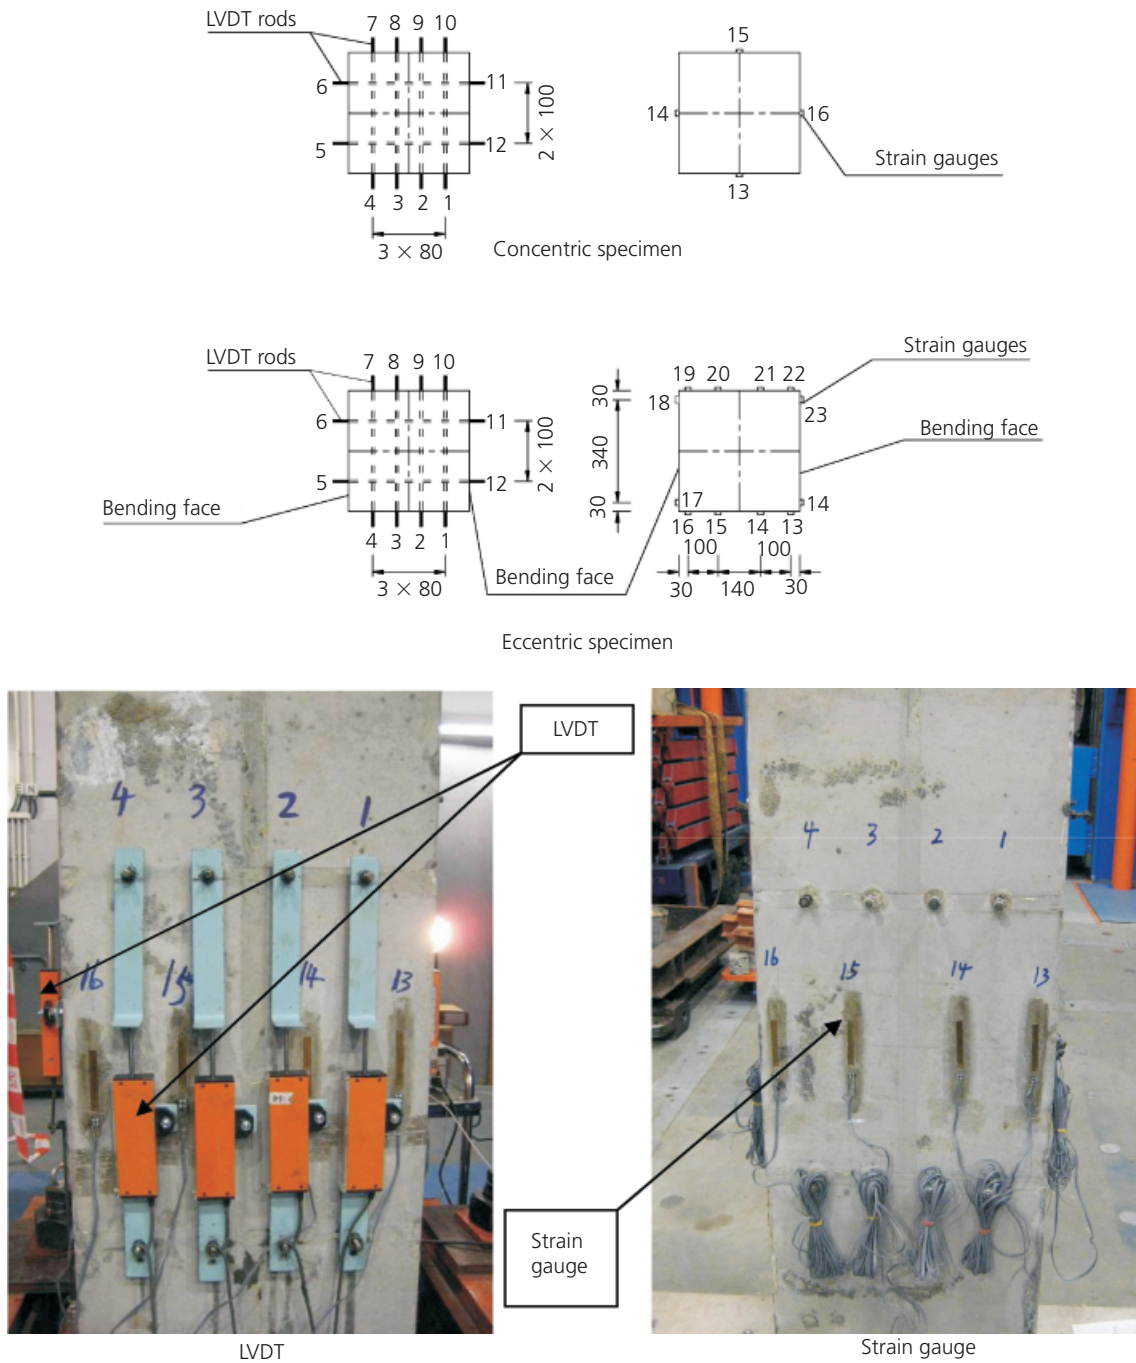 LVDT rods
7 8 9 10
6
11
5
12
2 × 100
4 3 2 1
3 × 80
Concentric specimen
15
14
16
13
Strain gauges
LVDT rods
7 8 9 10
6
11
5
12
2 × 100
Bending face
4 3 2 1
3 × 80
Bending face
Strain gauges
19 20 21 22
18
23
30
340
30
Bending face
17
14
16 15 14 13
100 100
30 140 30
Eccentric specimen
LVDT
4 3 2 1
16 15 14 13
4 3 2 1
16 15 14 13
Strain
gauge
LVDT
Strain gauge